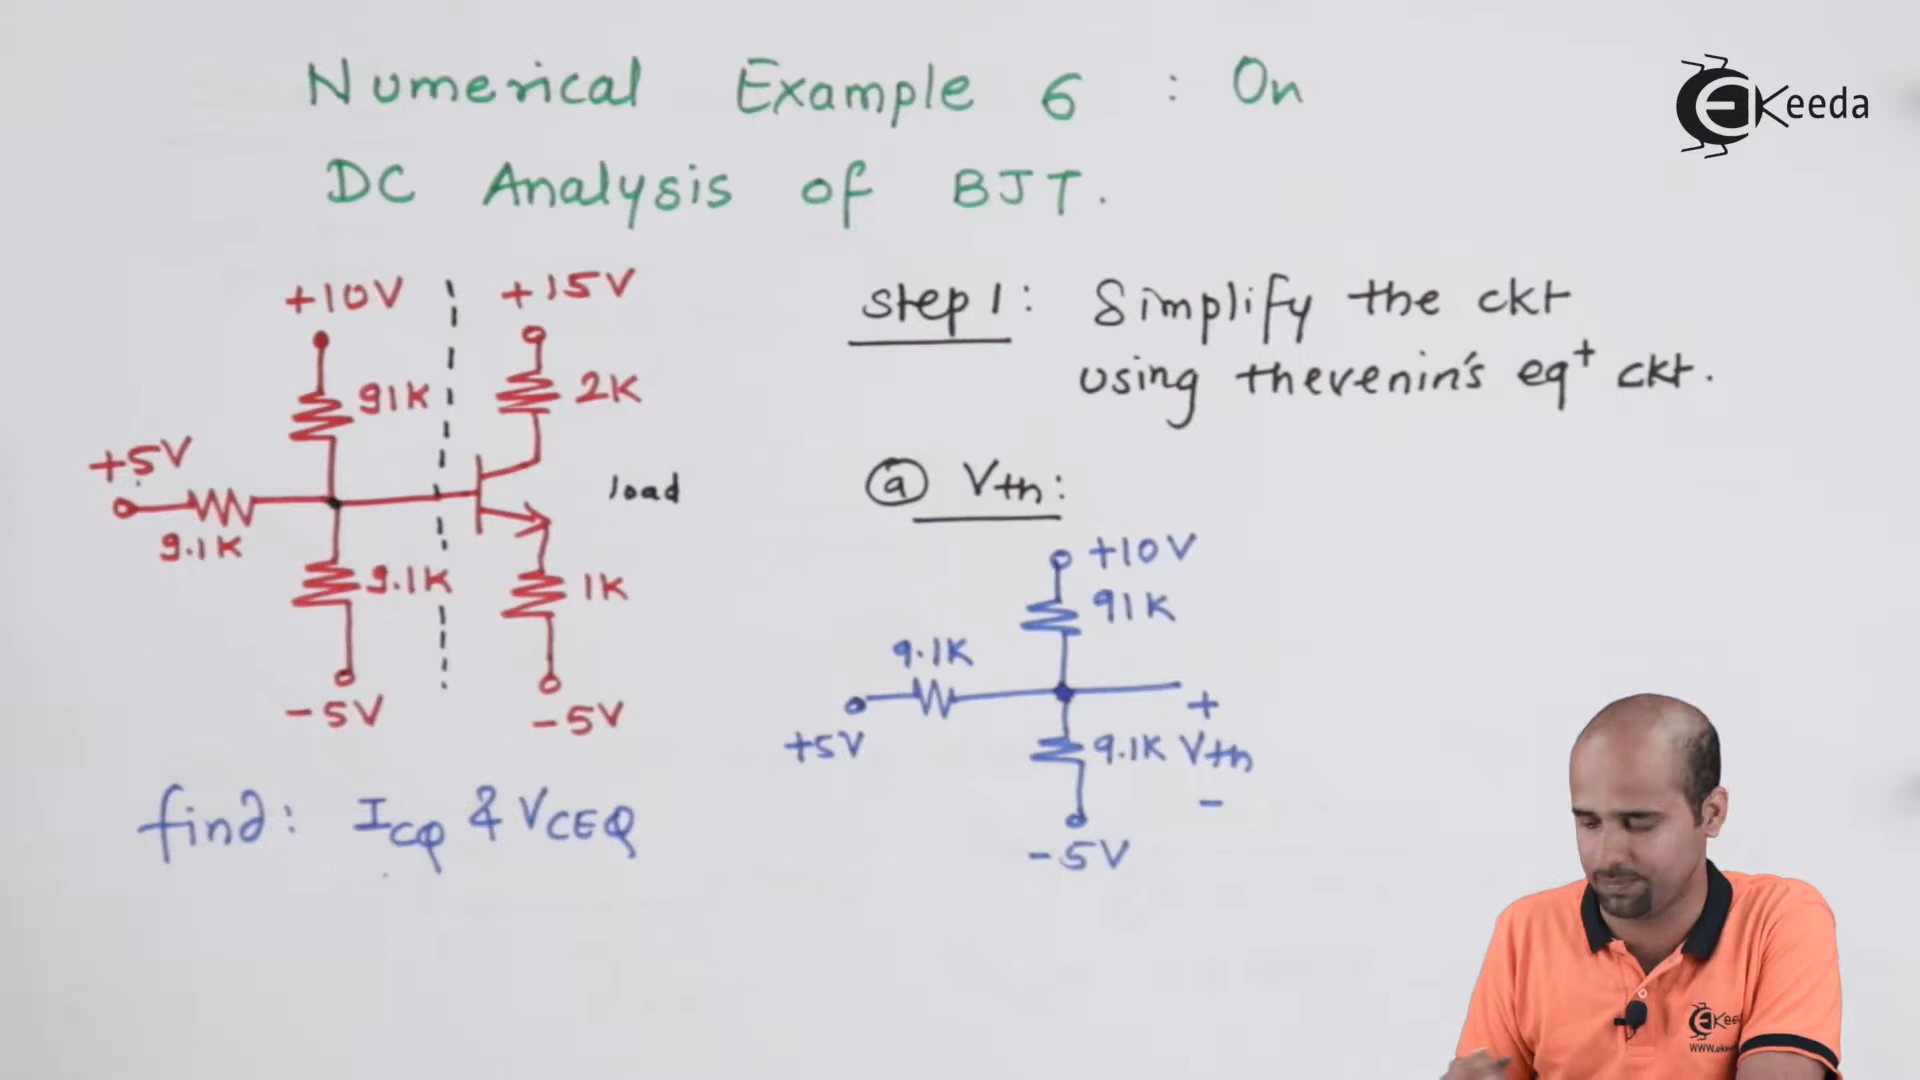 Numerical Example 6 : On
DC Analysis of BJT.
EKeeda
+10V
+15V
91K
2K
+5V
9.1K
load
9.1K
1K
-5V
-5V
find: ICQ & VCEQ
Step 1: Simplify the ckt
using thevenin's eqt ckt.
a Vth:
+10V
91K
9.1K
+5V
+
9.1K Vth
-
-5V